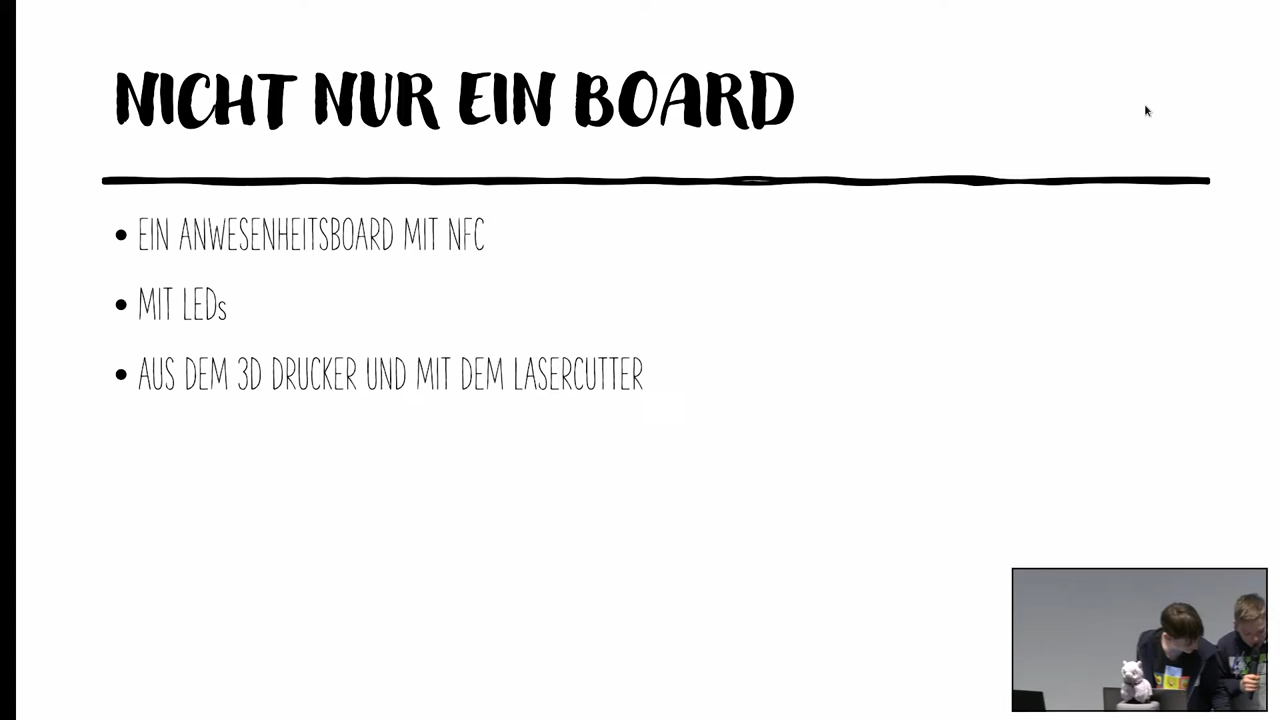 NICHT NUR EIN BOARD
• EIN ANWESENHEITSBOARD MIT NFC
• MIT LEDs
• AUS DEM 3D DRUCKER UND MIT DEM LASERCUTTER